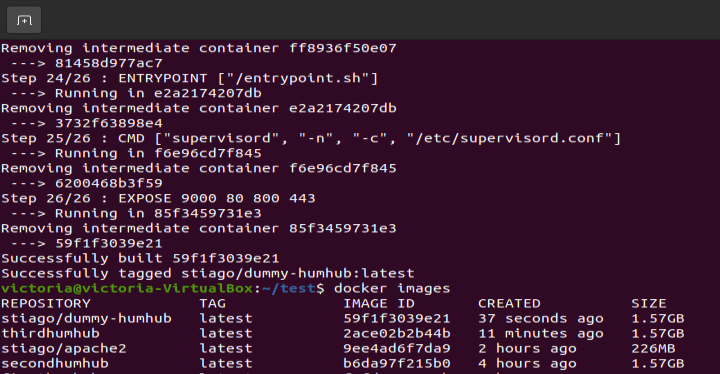 Removing intermediate container ff8936f50e07
---> 81458d977ac7
Step 24/26 : ENTRYPOINT ["/entrypoint.sh"]
---> Running in e2a2174207db
Removing intermediate container e2a2174207db
---> 3732f63898e4
Step 25/26 : CMD ["supervisord", "-n", "-c", "/etc/supervisord.conf"]
---> Running in f6e96cd7f845
Removing intermediate container f6e96cd7f845
---> 6200468b3f59
Step 26/26 : EXPOSE 9000 80 800 443
---> Running in 85f3459731e3
Removing intermediate container 85f3459731e3
---> 59f1f3039e21
Successfully built 59f1f3039e21
Successfully tagged stiago/dummy-humhub:latest
victoria@victoria-VirtualBox:~/test$ docker images
REPOSITORY TAG IMAGE ID CREATED SIZE
stiago/dummy-humhub latest 59f1f3039e21 37 seconds ago 1.57GB
thirdhumhub latest 2ace02b2b44b 11 minutes ago 1.57GB
stiago/apache2 latest 9ee4ad6f7da9 2 hours ago 226MB
secondhumhub latest b6da97f215b0 4 hours ago 1.57GB